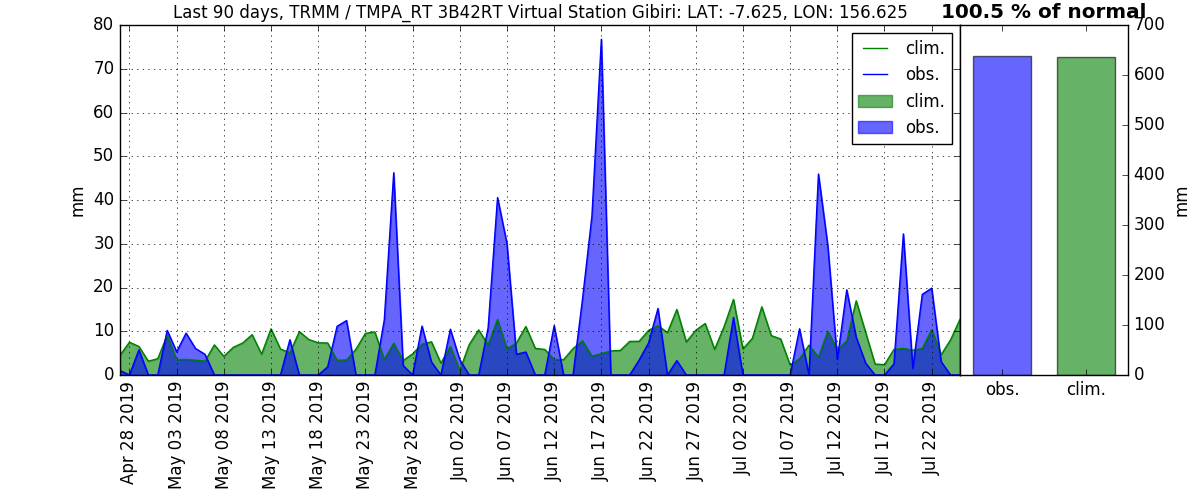 Last 90 days, TRMM / TMPA_RT 3B42RT Virtual Station Gibiri: LAT: -7.625, LON: 156.625
100.5 % of normal
80
70
60
50
40
30
20
10
0
mm
clim.
obs.
clim.
obs.
700
600
500
400
300
200
100
0
mm
obs.
clim.
Apr 28 2019
May 03 2019
May 08 2019
May 13 2019
May 18 2019
May 23 2019
May 28 2019
Jun 02 2019
Jun 07 2019
Jun 12 2019
Jun 17 2019
Jun 22 2019
Jun 27 2019
Jul 02 2019
Jul 07 2019
Jul 12 2019
Jul 17 2019
Jul 22 2019